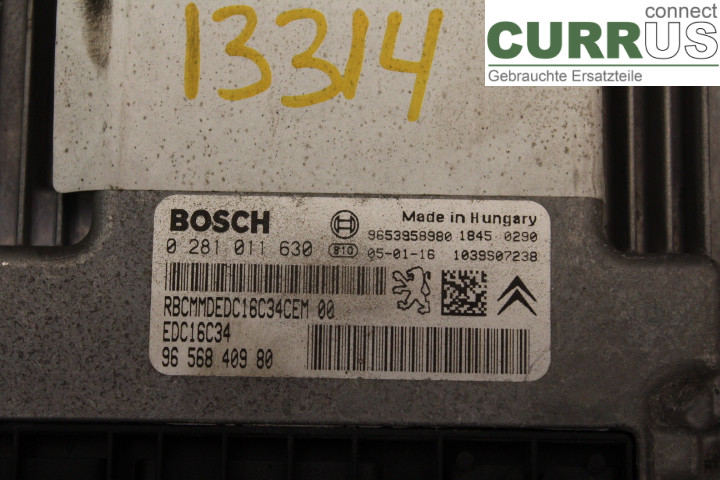 13314
connect
CURRUS
Gebrauchte Ersatzteile
BOSCH
Made in Hungary
9653958980 1845 0290
0 281 011 630 810 05-01-16 1039S07238
RBCMMDEDC16C34CEM 00
EDC16C34
96 568 409 80